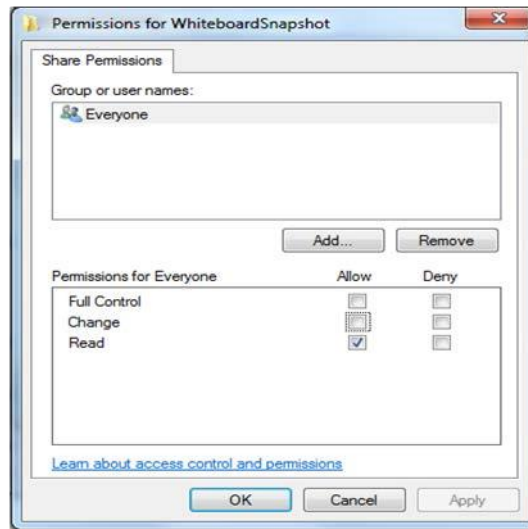 Permissions for WhiteboardSnapshot
Share Permissions
Group or user names:
Everyone
Add... Remove
Permissions for Everyone Allow Deny
Full Control
Change
Read
Learn about access control and permissions
OK Cancel Apply